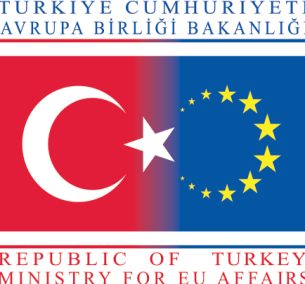 TÜRKİYE CUMHURİYETİ
AVRUPA BİRLİĞİ BAKANLIĞI
REPUBLIC OF TURKEY
MINISTRY FOR EU AFFAIRS